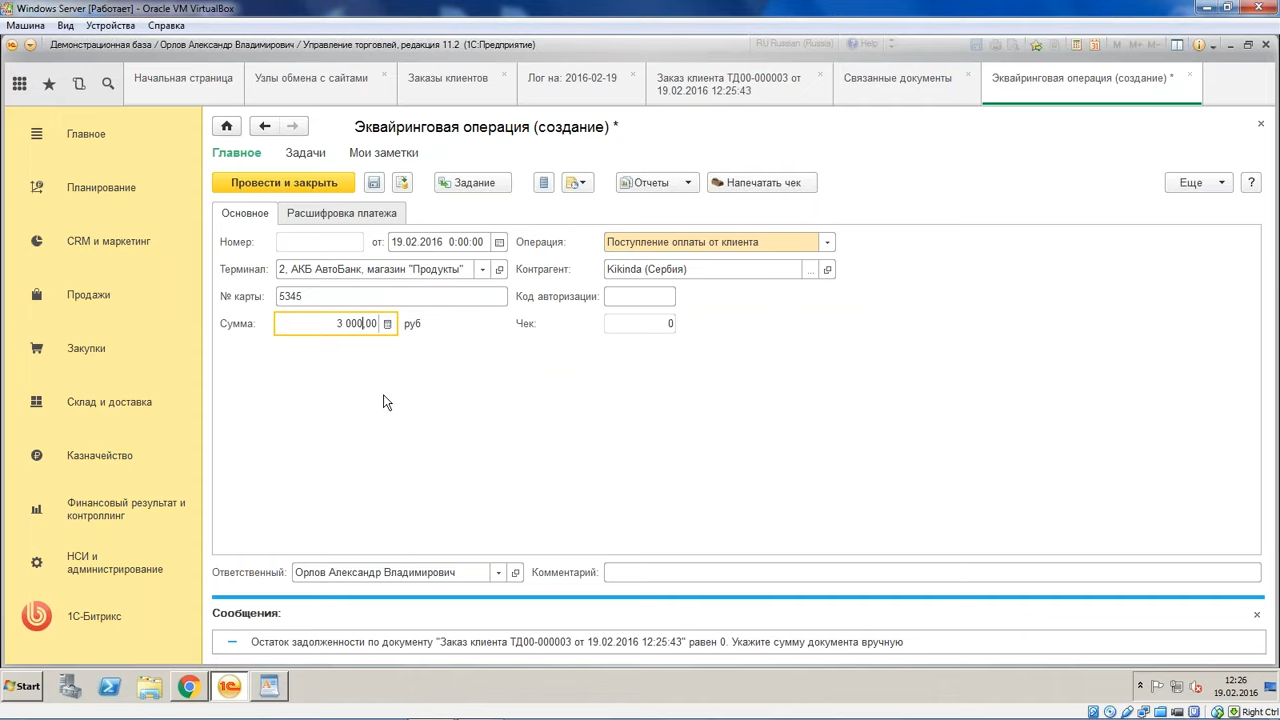 Windows Server [Работает] - Oracle VM VirtualBox
Машина Вид Устройства Справка
Демонстрационная база / Орлов Александр Владимирович / Управление торговлей, редакция 11.2 (1С:Предприятие)
RU Russian (Russia) Help
M M+ M-
Начальная страница
Узлы обмена с сайтами
Заказы клиентов
Лог на: 2016-02-19
Заказ клиента ТД00-000003 от
19.02.2016 12:25:43
Связанные документы
Эквайринговая операция (создание) *
Главное
Планирование
CRM и маркетинг
Продажи
Закупки
Склад и доставка
Казначейство
Финансовый результат и
контроллинг
НСИ и
администрирование
1С-Битрикс
Эквайринговая операция (создание) *
Главное Задачи Мои заметки
Провести и закрыть Задание Отчеты Напечатать чек Еще ?
Основное Расшифровка платежа
Номер: от: 19.02.2016 0:00:00 Операция: Поступление оплаты от клиента
Терминал: 2, АКБ АвтоБанк, магазин "Продукты" Контрагент: Kikinda (Сербия) ...
№ карты: 5345 Код авторизации:
Сумма: 3 000,00 руб Чек: 0
Ответственный: Орлов Александр Владимирович Комментарий:
Сообщения:
Остаток задолженности по документу "Заказ клиента ТД00-000003 от 19.02.2016 12:25:43" равен 0. Укажите сумму документа вручную
Start
12:26
19.02.2016
Right Ctrl